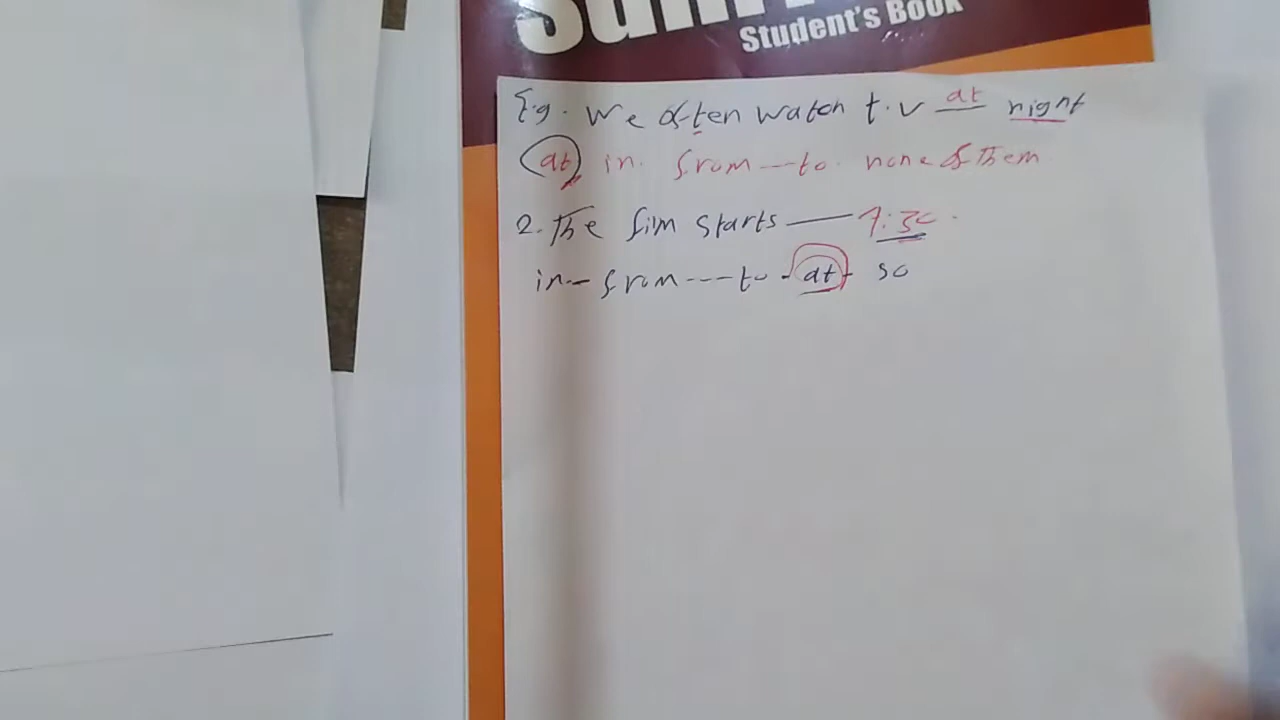 Student's Book
E.g. We often watch t.v at night
at in. from — to. none of them
2. The film starts — 7:30.
in -- from --- to - at - so